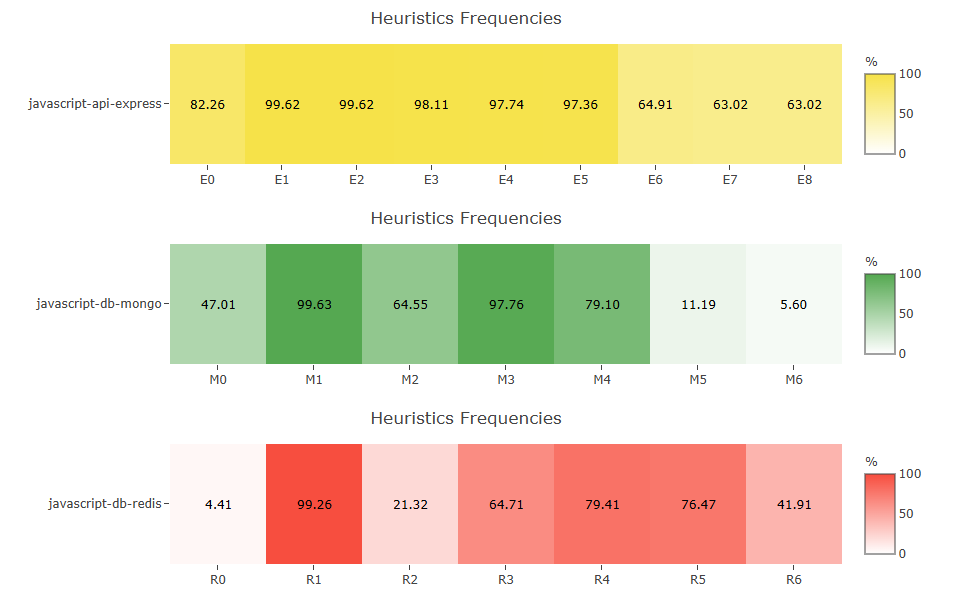 Heuristics Frequencies
%
100
50
0
javascript-api-express
82.26 99.62 99.62 98.11 97.74 97.36 64.91 63.02 63.02
E0 E1 E2 E3 E4 E5 E6 E7 E8
Heuristics Frequencies
%
100
50
0
javascript-db-mongo
47.01 99.63 64.55 97.76 79.10 11.19 5.60
M0 M1 M2 M3 M4 M5 M6
Heuristics Frequencies
%
100
50
0
javascript-db-redis
4.41 99.26 21.32 64.71 79.41 76.47 41.91
R0 R1 R2 R3 R4 R5 R6